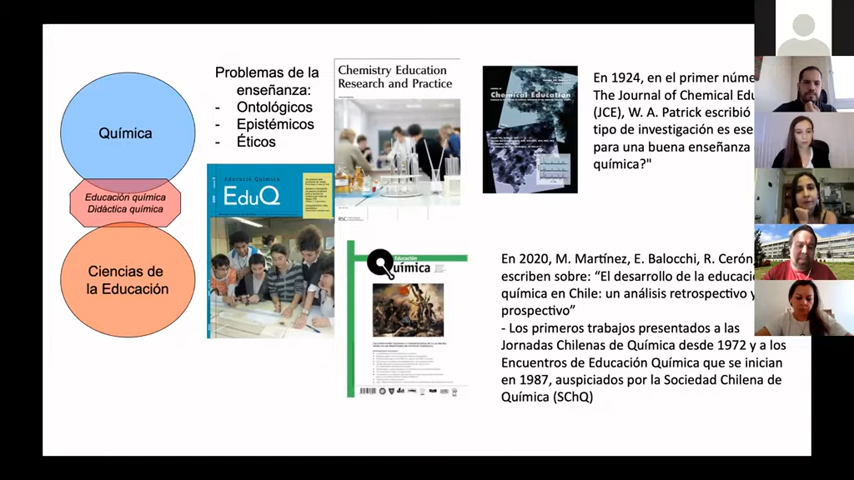 Química
Educación química
Didáctica química
Ciencias de
la Educación
Problemas de la
enseñanza:
- Ontológicos
- Epistémicos
- Éticos
Educació Química
EduQ
Chemistry Education
Research and Practice
Chemical Education
Educación
Química
En 1924, en el primer núme
The Journal of Chemical Edu
(JCE), W. A. Patrick escribió
tipo de investigación es ese
para una buena enseñanza
química?"
En 2020, M. Martínez, E. Balocchi, R. Cerón,
escriben sobre: “El desarrollo de la educaci
química en Chile: un análisis retrospectivo y
prospectivo”
- Los primeros trabajos presentados a las
Jornadas Chilenas de Química desde 1972 y a los
Encuentros de Educación Química que se inician
en 1987, auspiciados por la Sociedad Chilena de
Química (SChQ)